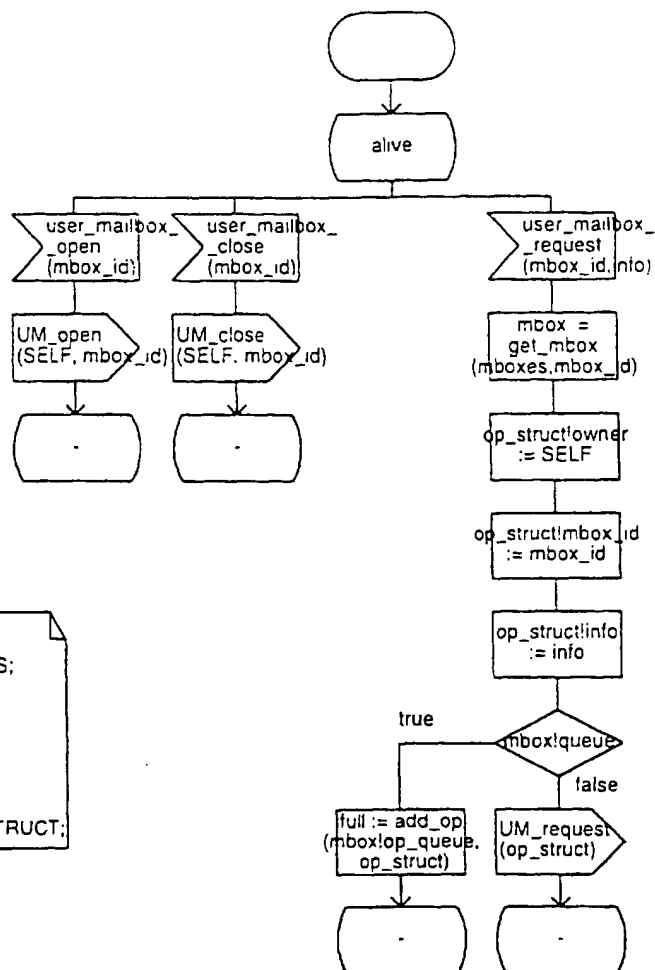 alive
user_mailbox_
_open
(mbox_id)
user_mailbox_
_close
(mbox_id)
user_mailbox_
_request
(mbox_id,info)
UM_open
(SELF, mbox_id)
UM_close
(SELF, mbox_id)
mbox =
get_mbox
(mboxes,mbox_id)
-
-
op_struct!owner
:= SELF
op_struct!mbox_id
:= mbox_id
op_struct!info
:= info
S;
TRUCT;
mbox!queue
true
false
full := add_op
(mbox!op_queue,
op_struct)
UM_request
(op_struct)
-
-